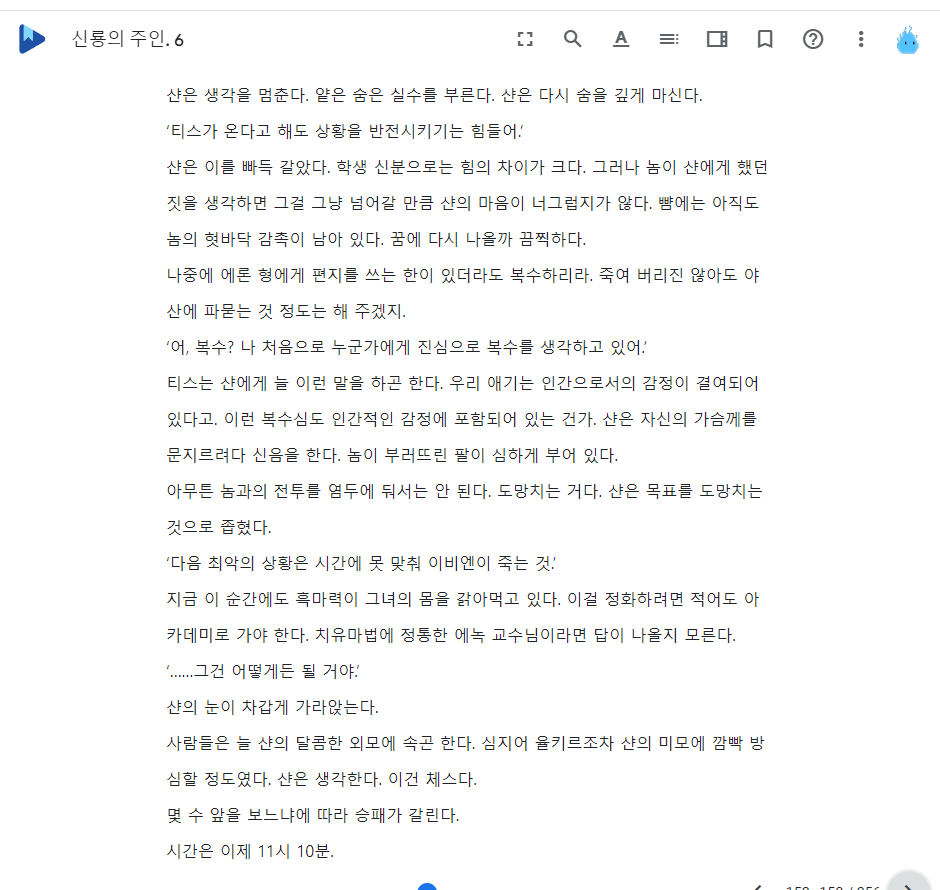 신룡의 주인. 6
샨은 생각을 멈춘다. 얕은 숨은 실수를 부른다. 샨은 다시 숨을 깊게 마신다.
‘티스가 온다고 해도 상황을 반전시키기는 힘들어.’
샨은 이를 빠득 갈았다. 학생 신분으로는 힘의 차이가 크다. 그러나 놈이 샨에게 했던
짓을 생각하면 그걸 그냥 넘어갈 만큼 샨의 마음이 너그럽지가 않다. 뺨에는 아직도
놈의 혓바닥 감촉이 남아 있다. 꿈에 다시 나올까 끔찍하다.
나중에 에론 형에게 편지를 쓰는 한이 있더라도 복수하리라. 죽여 버리진 않아도 야
산에 파묻는 것 정도는 해 주겠지.
‘어, 복수? 나 처음으로 누군가에게 진심으로 복수를 생각하고 있어.’
티스는 샨에게 늘 이런 말을 하곤 한다. 우리 애기는 인간으로서의 감정이 결여되어
있다고. 이런 복수심도 인간적인 감정에 포함되어 있는 건가. 샨은 자신의 가슴께를
문지르려다 신음을 한다. 놈이 부러뜨린 팔이 심하게 부어 있다.
아무튼 놈과의 전투를 염두에 둬서는 안 된다. 도망치는 거다. 샨은 목표를 도망치는
것으로 좁혔다.
‘다음 최악의 상황은 시간에 못 맞춰 이비엔이 죽는 것.’
지금 이 순간에도 흑마력이 그녀의 몸을 갉아먹고 있다. 이걸 정화하려면 적어도 아
카데미로 가야 한다. 치유마법에 정통한 에녹 교수님이라면 답이 나올지 모른다.
‘……그건 어떻게든 될 거야.’
샨의 눈이 차갑게 가라앉는다.
사람들은 늘 샨의 달콤한 외모에 속곤 한다. 심지어 율키르조차 샨의 미모에 깜빡 방
심할 정도였다. 샨은 생각한다. 이건 체스다.
몇 수 앞을 보느냐에 따라 승패가 갈린다.
시간은 이제 11시 10분.